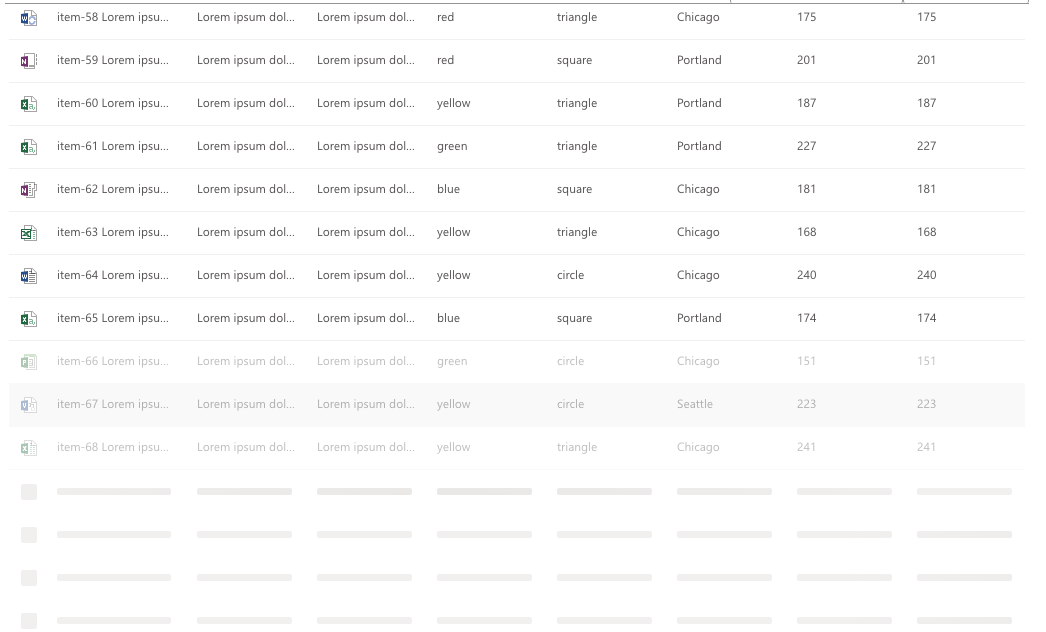 item-58 Lorem ipsu... Lorem ipsum dol... Lorem ipsum dol... red triangle Chicago 175 175
item-59 Lorem ipsu... Lorem ipsum dol... Lorem ipsum dol... red square Portland 201 201
item-60 Lorem ipsu... Lorem ipsum dol... Lorem ipsum dol... yellow triangle Portland 187 187
item-61 Lorem ipsu... Lorem ipsum dol... Lorem ipsum dol... green triangle Portland 227 227
item-62 Lorem ipsu... Lorem ipsum dol... Lorem ipsum dol... blue square Chicago 181 181
item-63 Lorem ipsu... Lorem ipsum dol... Lorem ipsum dol... yellow triangle Chicago 168 168
item-64 Lorem ipsu... Lorem ipsum dol... Lorem ipsum dol... yellow circle Chicago 240 240
item-65 Lorem ipsu... Lorem ipsum dol... Lorem ipsum dol... blue square Portland 174 174
item-66 Lorem ipsu... Lorem ipsum dol... Lorem ipsum dol... green circle Chicago 151 151
item-67 Lorem ipsu... Lorem ipsum dol... Lorem ipsum dol... yellow circle Seattle 223 223
item-68 Lorem ipsu... Lorem ipsum dol... Lorem ipsum dol... yellow triangle Chicago 241 241